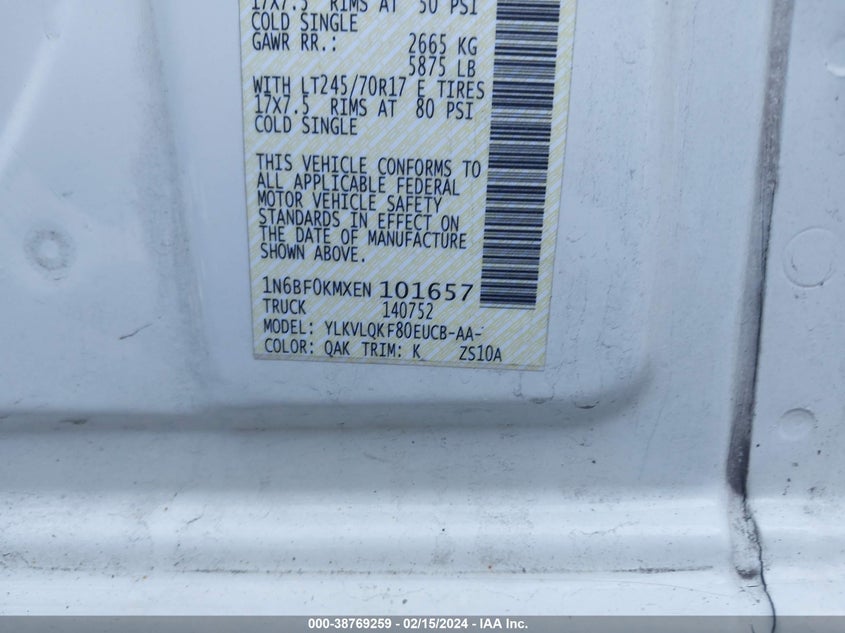 17X7.5 RIMS AT 50 PSI
COLD SINGLE
GAWR RR.: 2665 KG
5875 LB
WITH LT245/70R17 E TIRES
17X7.5 RIMS AT 80 PSI
COLD SINGLE
THIS VEHICLE CONFORMS TO
ALL APPLICABLE FEDERAL
MOTOR VEHICLE SAFETY
STANDARDS IN EFFECT ON
THE DATE OF MANUFACTURE
SHOWN ABOVE.
1N6BF0KMXEN 101657
TRUCK 140752
MODEL: YLKVLQKF80EUCB-AA-
COLOR: QAK TRIM: K ZS10A
000-38769259 - 02/15/2024 - IAA Inc.